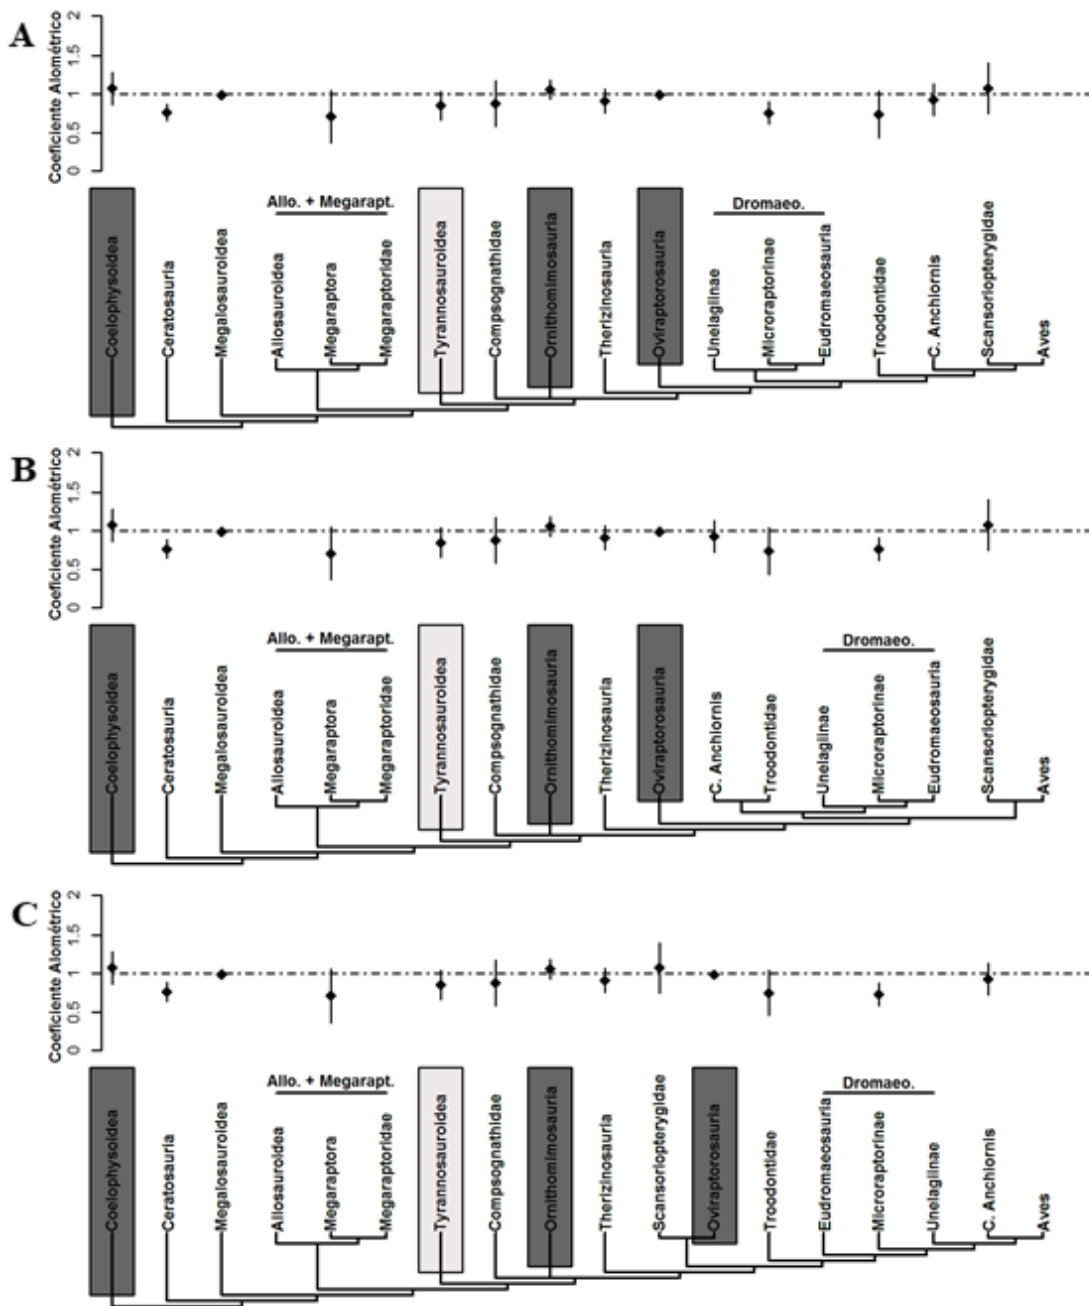 A
Coeficiente Alométrico
0 0.5 1 1.5 2
Allo. + Megarapt.
Dromaeo.
Coelophysoidea
Ceratosauria
Megalosauroidea
Allosauroidea
Megaraptora
Megaraptoridae
Tyrannosauroidea
Compsognathidae
Ornithomimosauria
Therizinosauria
Oviraptorosauria
Unelagiinae
Microraptorinae
Eudromaeosauria
Troodontidae
C. Anchiornis
Scansoriopterygidae
Aves
B
Coeficiente Alométrico
0 0.5 1 1.5 2
Allo. + Megarapt.
Dromaeo.
Coelophysoidea
Ceratosauria
Megalosauroidea
Allosauroidea
Megaraptora
Megaraptoridae
Tyrannosauroidea
Compsognathidae
Ornithomimosauria
Therizinosauria
Oviraptorosauria
C. Anchiornis
Troodontidae
Unelagiinae
Microraptorinae
Eudromaeosauria
Scansoriopterygidae
Aves
C
Coeficiente Alométrico
0 0.5 1 1.5 2
Allo. + Megarapt.
Dromaeo.
Coelophysoidea
Ceratosauria
Megalosauroidea
Allosauroidea
Megaraptora
Megaraptoridae
Tyrannosauroidea
Compsognathidae
Ornithomimosauria
Therizinosauria
Scansoriopterygidae
Oviraptorosauria
Troodontidae
Eudromaeosauria
Microraptorinae
Unelagiinae
C. Anchiornis
Aves